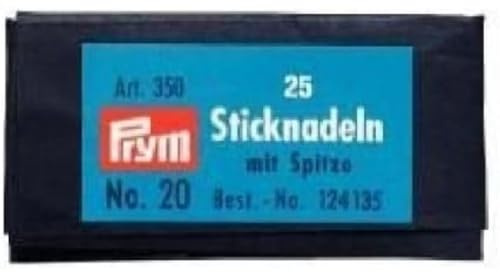 Art. 350 25
Prym Sticknadeln
mit Spitze
No. 20 Best.-No. 124135